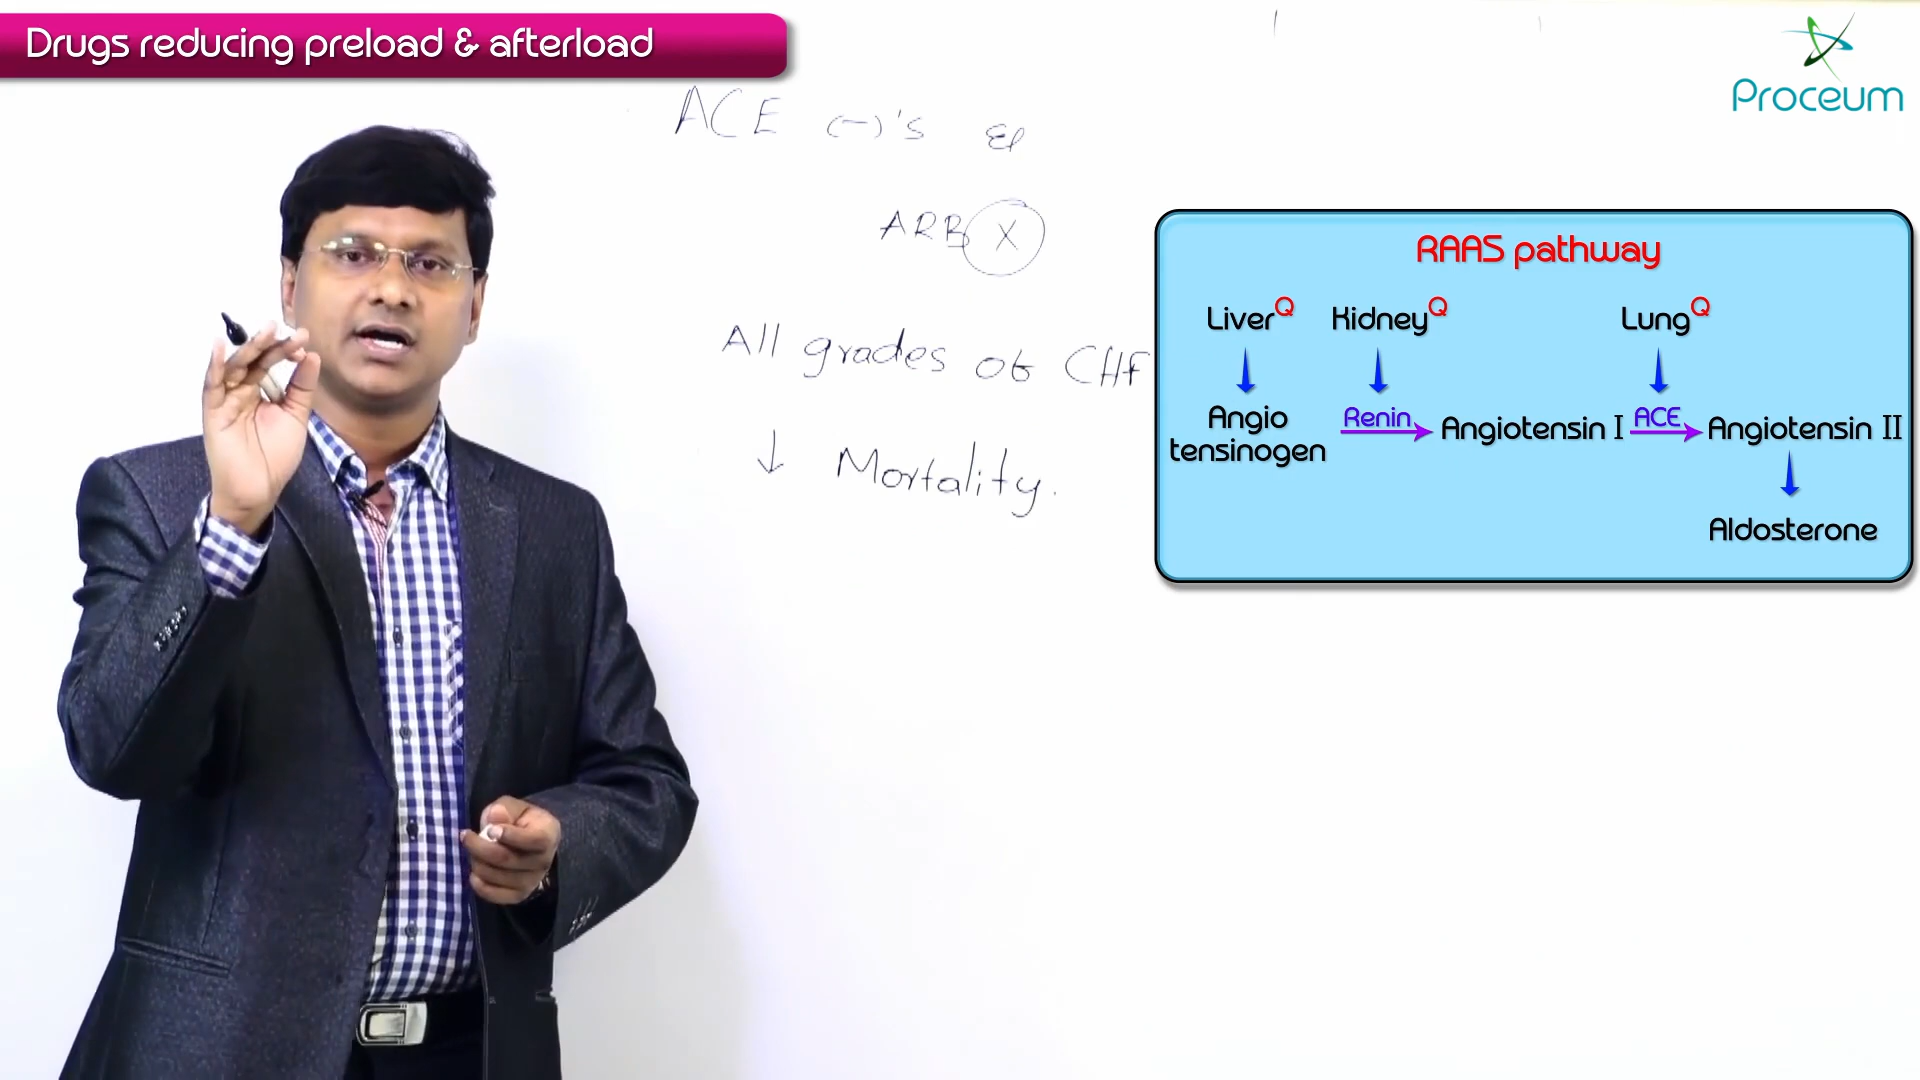 Drugs reducing preload & afterload
Proceum
ACE (-)'s &
ARB X
All grades of CHf
↓ Mortality.
RAAS pathway
LiverQ KidneyQ LungQ
Angio tensinogen
Renin
Angiotensin I
ACE
Angiotensin II
Aldosterone